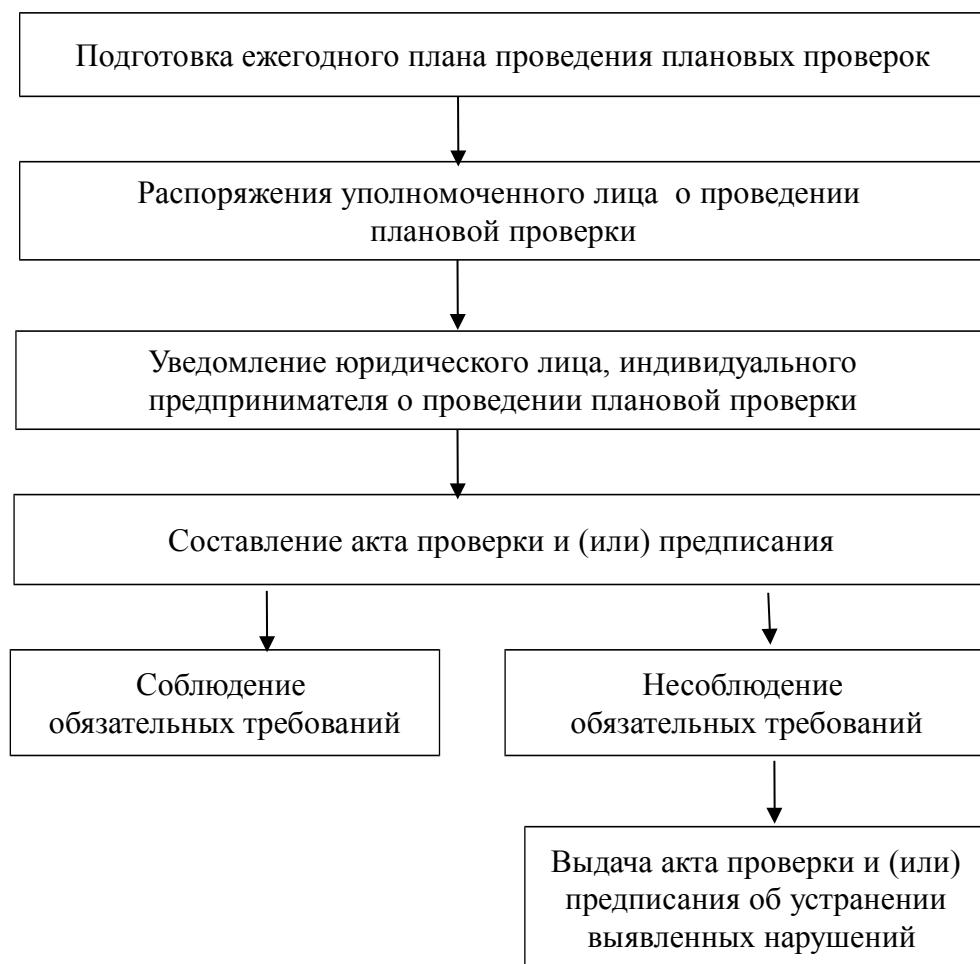 Подготовка ежегодного плана проведения плановых проверок
Распоряжения уполномоченного лица о проведении
плановой проверки
Уведомление юридического лица, индивидуального
предпринимателя о проведении плановой проверки
Составление акта проверки и (или) предписания
Соблюдение
обязательных требований
Несоблюдение
обязательных требований
Выдача акта проверки и (или)
предписания об устранении
выявленных нарушений